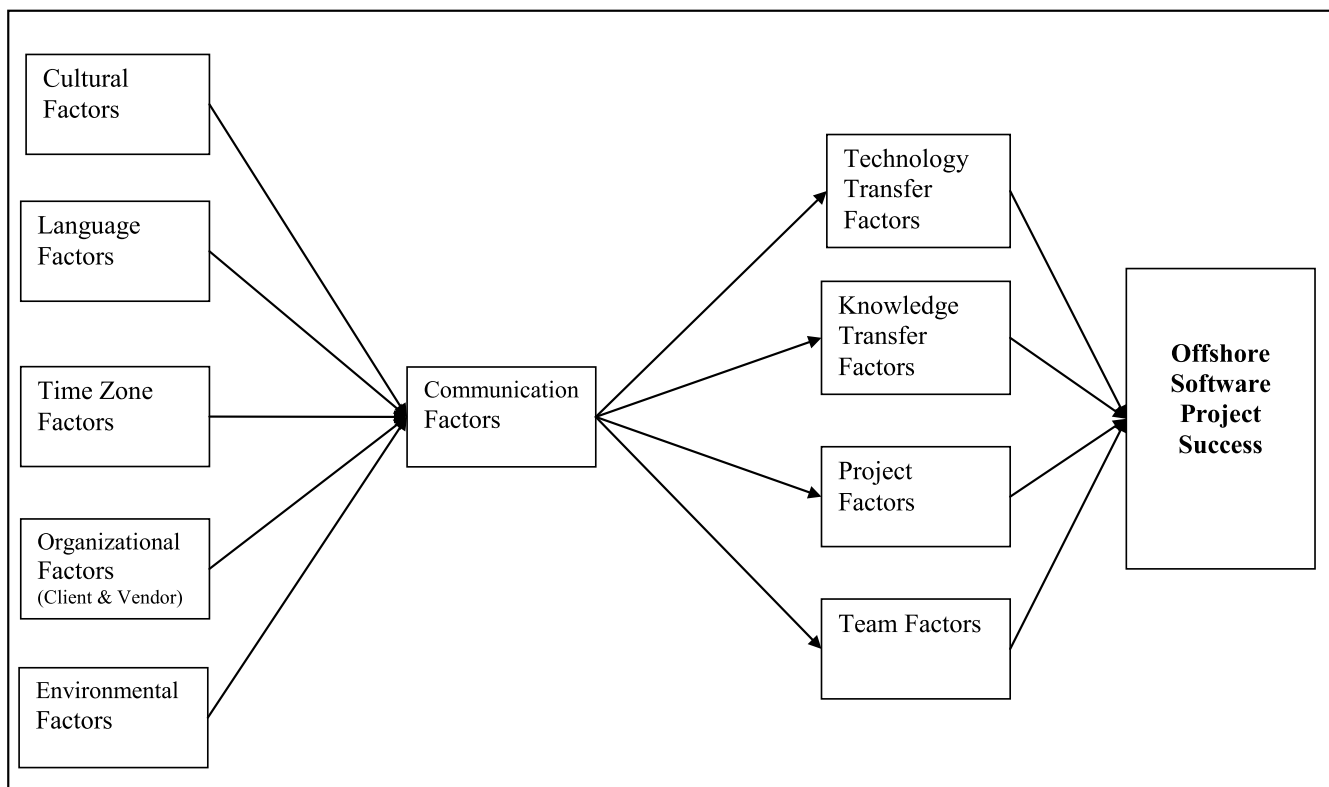 Cultural
Factors
Language
Factors
Time Zone
Factors
Organizational
Factors
(Client & Vendor)
Environmental
Factors
Communication
Factors
Technology
Transfer
Factors
Knowledge
Transfer
Factors
Project
Factors
Team Factors
Offshore
Software
Project
Success